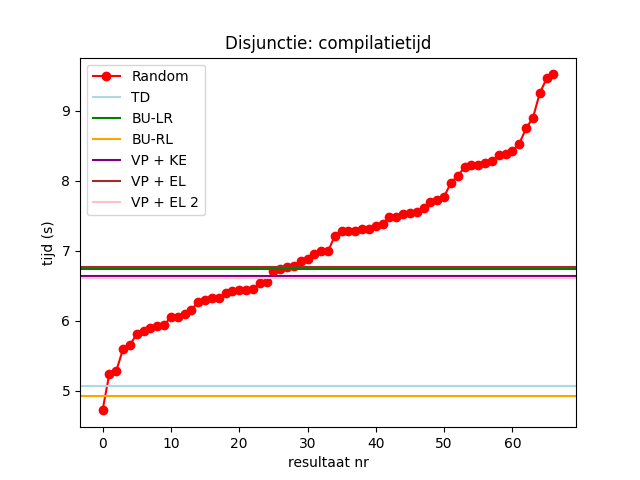 Disjunctie: compilatietijd
Random
TD
BU-LR
BU-RL
VP + KE
VP + EL
VP + EL 2
tijd (s)
9
8
7
6
5
0 10 20 30 40 50 60
resultaat nr